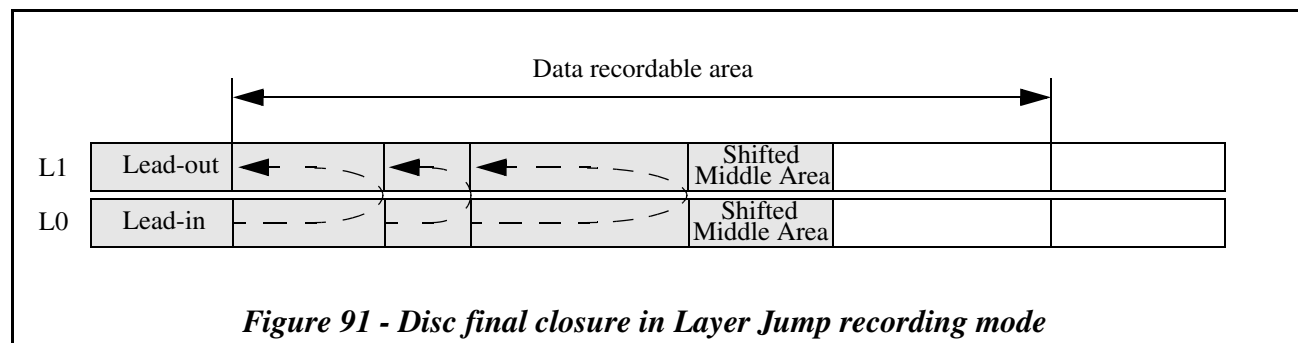 Data recordable area
L1 Lead-out Shifted
Middle Area
L0 Lead-in Shifted
Middle Area
Figure 91 - Disc final closure in Layer Jump recording mode